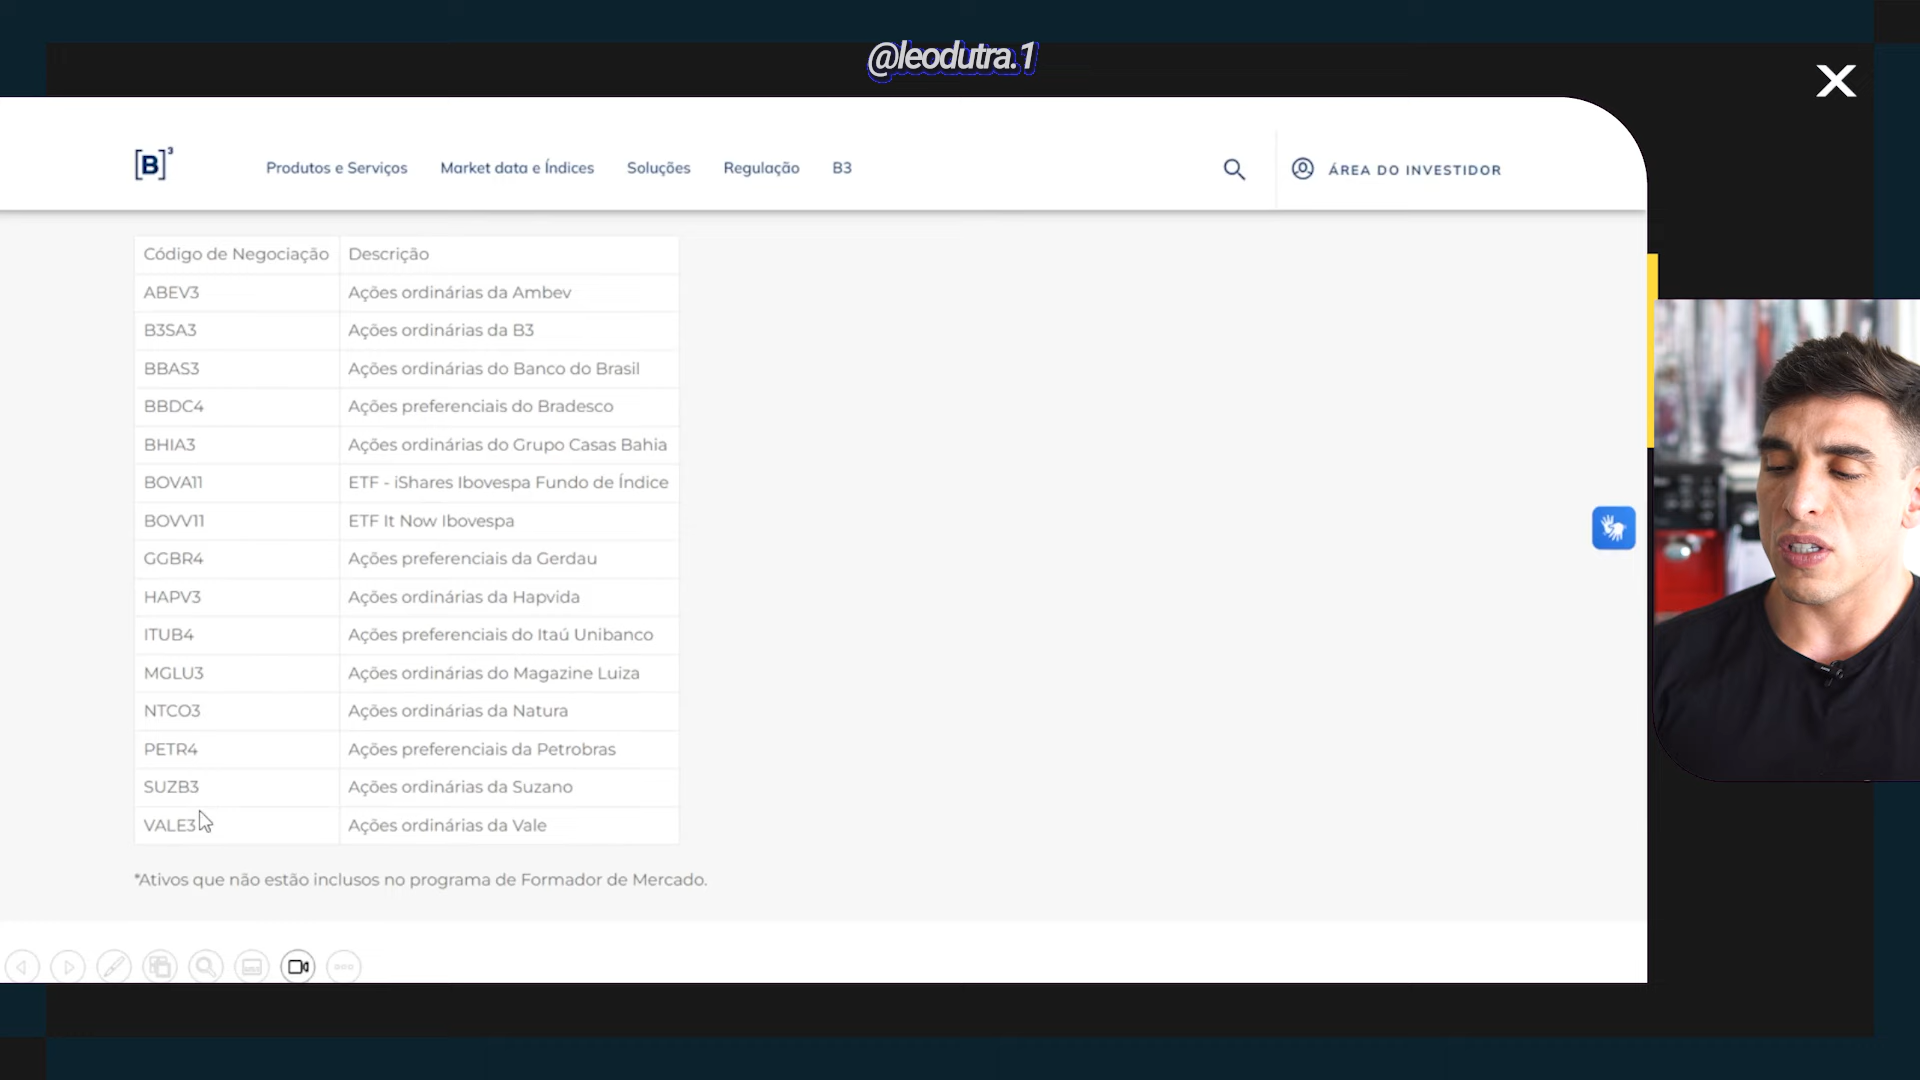 @leodutra.1
[B]³
Produtos e Serviços Market data e Índices Soluções Regulação B3 ÁREA DO INVESTIDOR
Código de Negociação Descrição
ABEV3 Ações ordinárias da Ambev
B3SA3 Ações ordinárias da B3
BBAS3 Ações ordinárias do Banco do Brasil
BBDC4 Ações preferenciais do Bradesco
BHIA3 Ações ordinárias do Grupo Casas Bahia
BOVA11 ETF - iShares Ibovespa Fundo de Índice
BOVV11 ETF It Now Ibovespa
GGBR4 Ações preferenciais da Gerdau
HAPV3 Ações ordinárias da Hapvida
ITUB4 Ações preferenciais do Itaú Unibanco
MGLU3 Ações ordinárias do Magazine Luiza
NTCO3 Ações ordinárias da Natura
PETR4 Ações preferenciais da Petrobras
SUZB3 Ações ordinárias da Suzano
VALE3 Ações ordinárias da Vale
*Ativos que não estão inclusos no programa de Formador de Mercado.